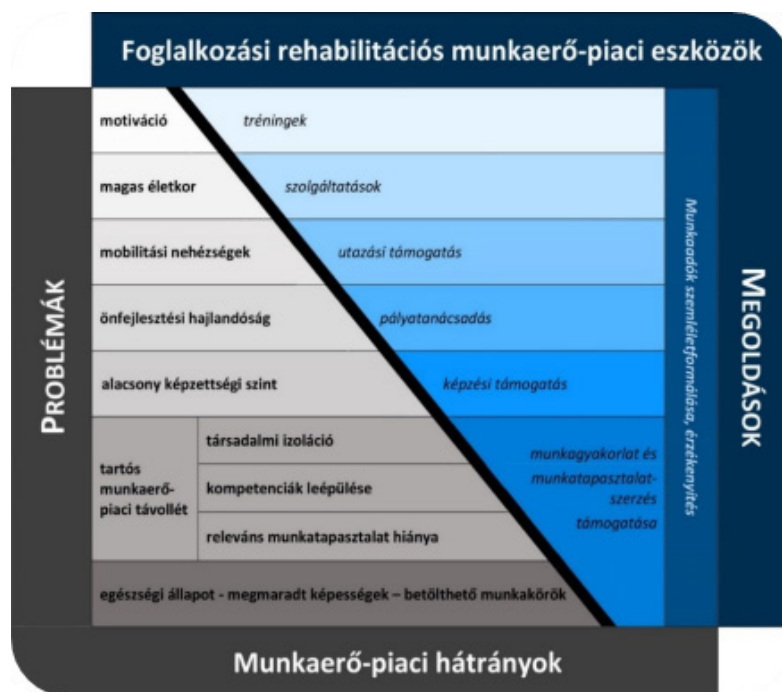 Foglalkozási rehabilitációs munkaerő-piaci eszközök
PROBLÉMÁK
motiváció
tréningek
magas életkor
szolgáltatások
mobilitási nehézségek
utazási támogatás
önfejlesztési hajlandóság
pályatanácsadás
alacsony képzettségi szint
képzési támogatás
tartós
munkaerő-
piaci távollét
társadalmi izoláció
kompetenciák leépülése
releváns munkatapasztalat hiánya
munkagyakorlat és
munkatapasztalat-
szerzés
támogatása
egészségi állapot - megmaradt képességek – betölthető munkakörök
Munkaadók szemléletformálása, érzékenyítés
MEGOLDÁSOK
Munkaerő-piaci hátrányok